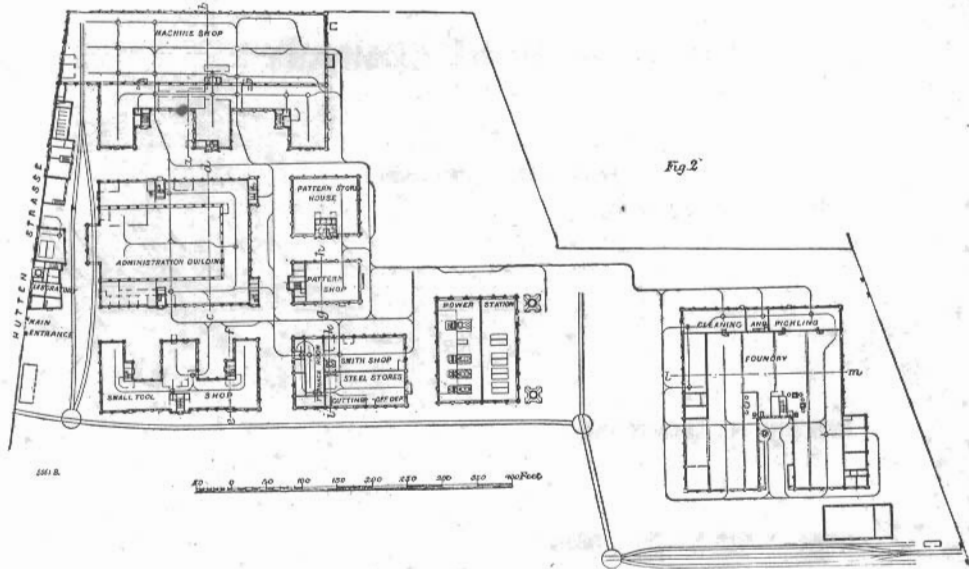 b
MACHINE SHOP
Fig. 2
a
d
HUTTEN STRASSE
PATTERN STORE
HOUSE
h
ADMINISTRATION BUILDING
PATTERN
SHOP
LABORATORY
MAIN
ENTRANCE
c
f
g
k
POWER STATION
CLEANING AND PICKLING
FOUNDRY
l
m
SMITH SHOP
STEEL STORES
CUTTING-OFF DEP.
SMALL TOOL SHOP
e
i
50 0 50 100 150 200 250 300 350 400 Feet